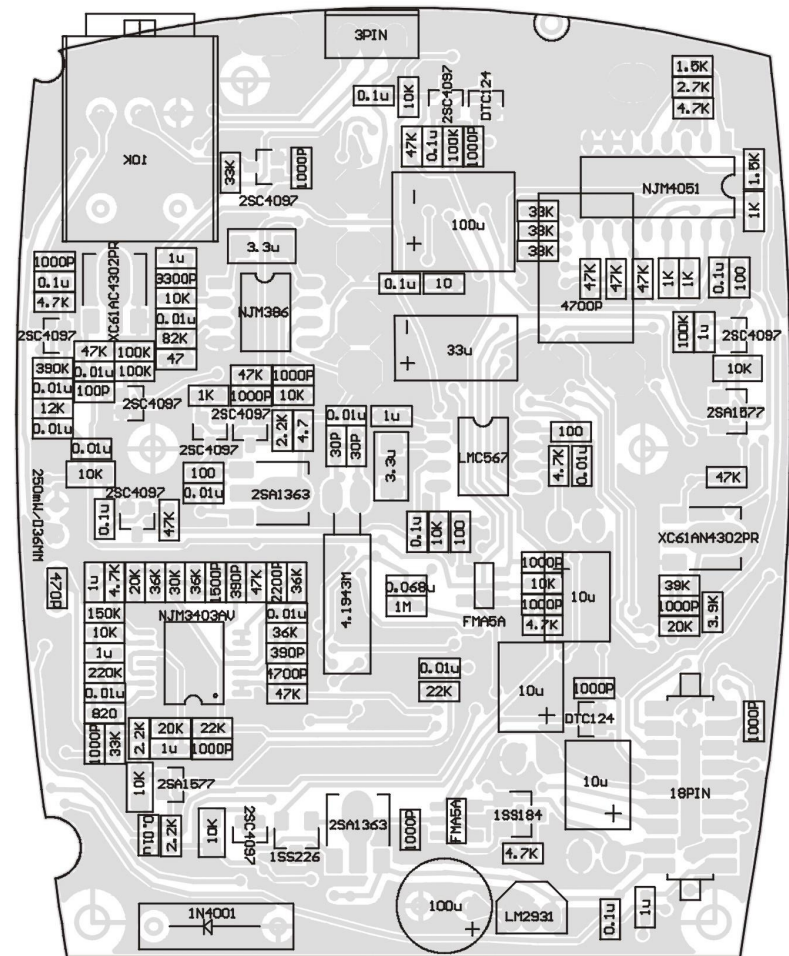 3PIN
1.5K
2.7K
4.7K
0.1u
10K
2SC4097
DTC124
47K
0.1u
100K
1000P
10K
33K
2SC4097
1000P
NJM4051
1.5K
1K
100u
33K
33K
33K
3.3u
1000P
0.1u
4.7K
XC61AC4302PR
1u
3300P
10K
0.01u
82K
47
NJM386
0.1u
10
47K
47K
47K
1K
1K
0.1u
100
4700P
2SC4097
47K
100K
390K
0.01u
100K
0.01u
100P
2SC4097
12K
0.01u
33u
100K
1u
2SC4097
10K
2SA1577
47K
1000P
1K
1000P
10K
2SC4097
2SC4097
2.2K
4.7
0.01u
1u
30P
30P
3.3u
LMC567
100
4.7K
0.01u
0.01u
10K
250mW/D36MM
2SC4097
100
0.01u
2SA1363
0.1u
47K
47K
XC61AN4302PR
0.1u
10K
100
470P
1u
4.7K
20K
36K
30K
36K
1500P
390P
47K
2200P
36K
4.1943M
0.068u
1M
FMA5A
1000P
10K
1000P
4.7K
10u
39K
1000P
20K
3.9K
150K
10K
1u
220K
0.01u
820
NJM3403AV
0.01u
36K
390P
4700P
47K
0.01u
22K
10u
1000P
DTC124
1000P
1000P
33K
2.2K
20K
22K
1u
1000P
10K
2SA1577
10u
18PIN
0.01u
2.2K
10K
2SC4097
1SS226
2SA1363
1000P
FMA5A
1SS184
4.7K
1N4001
100u
LM2931
0.1u
1u